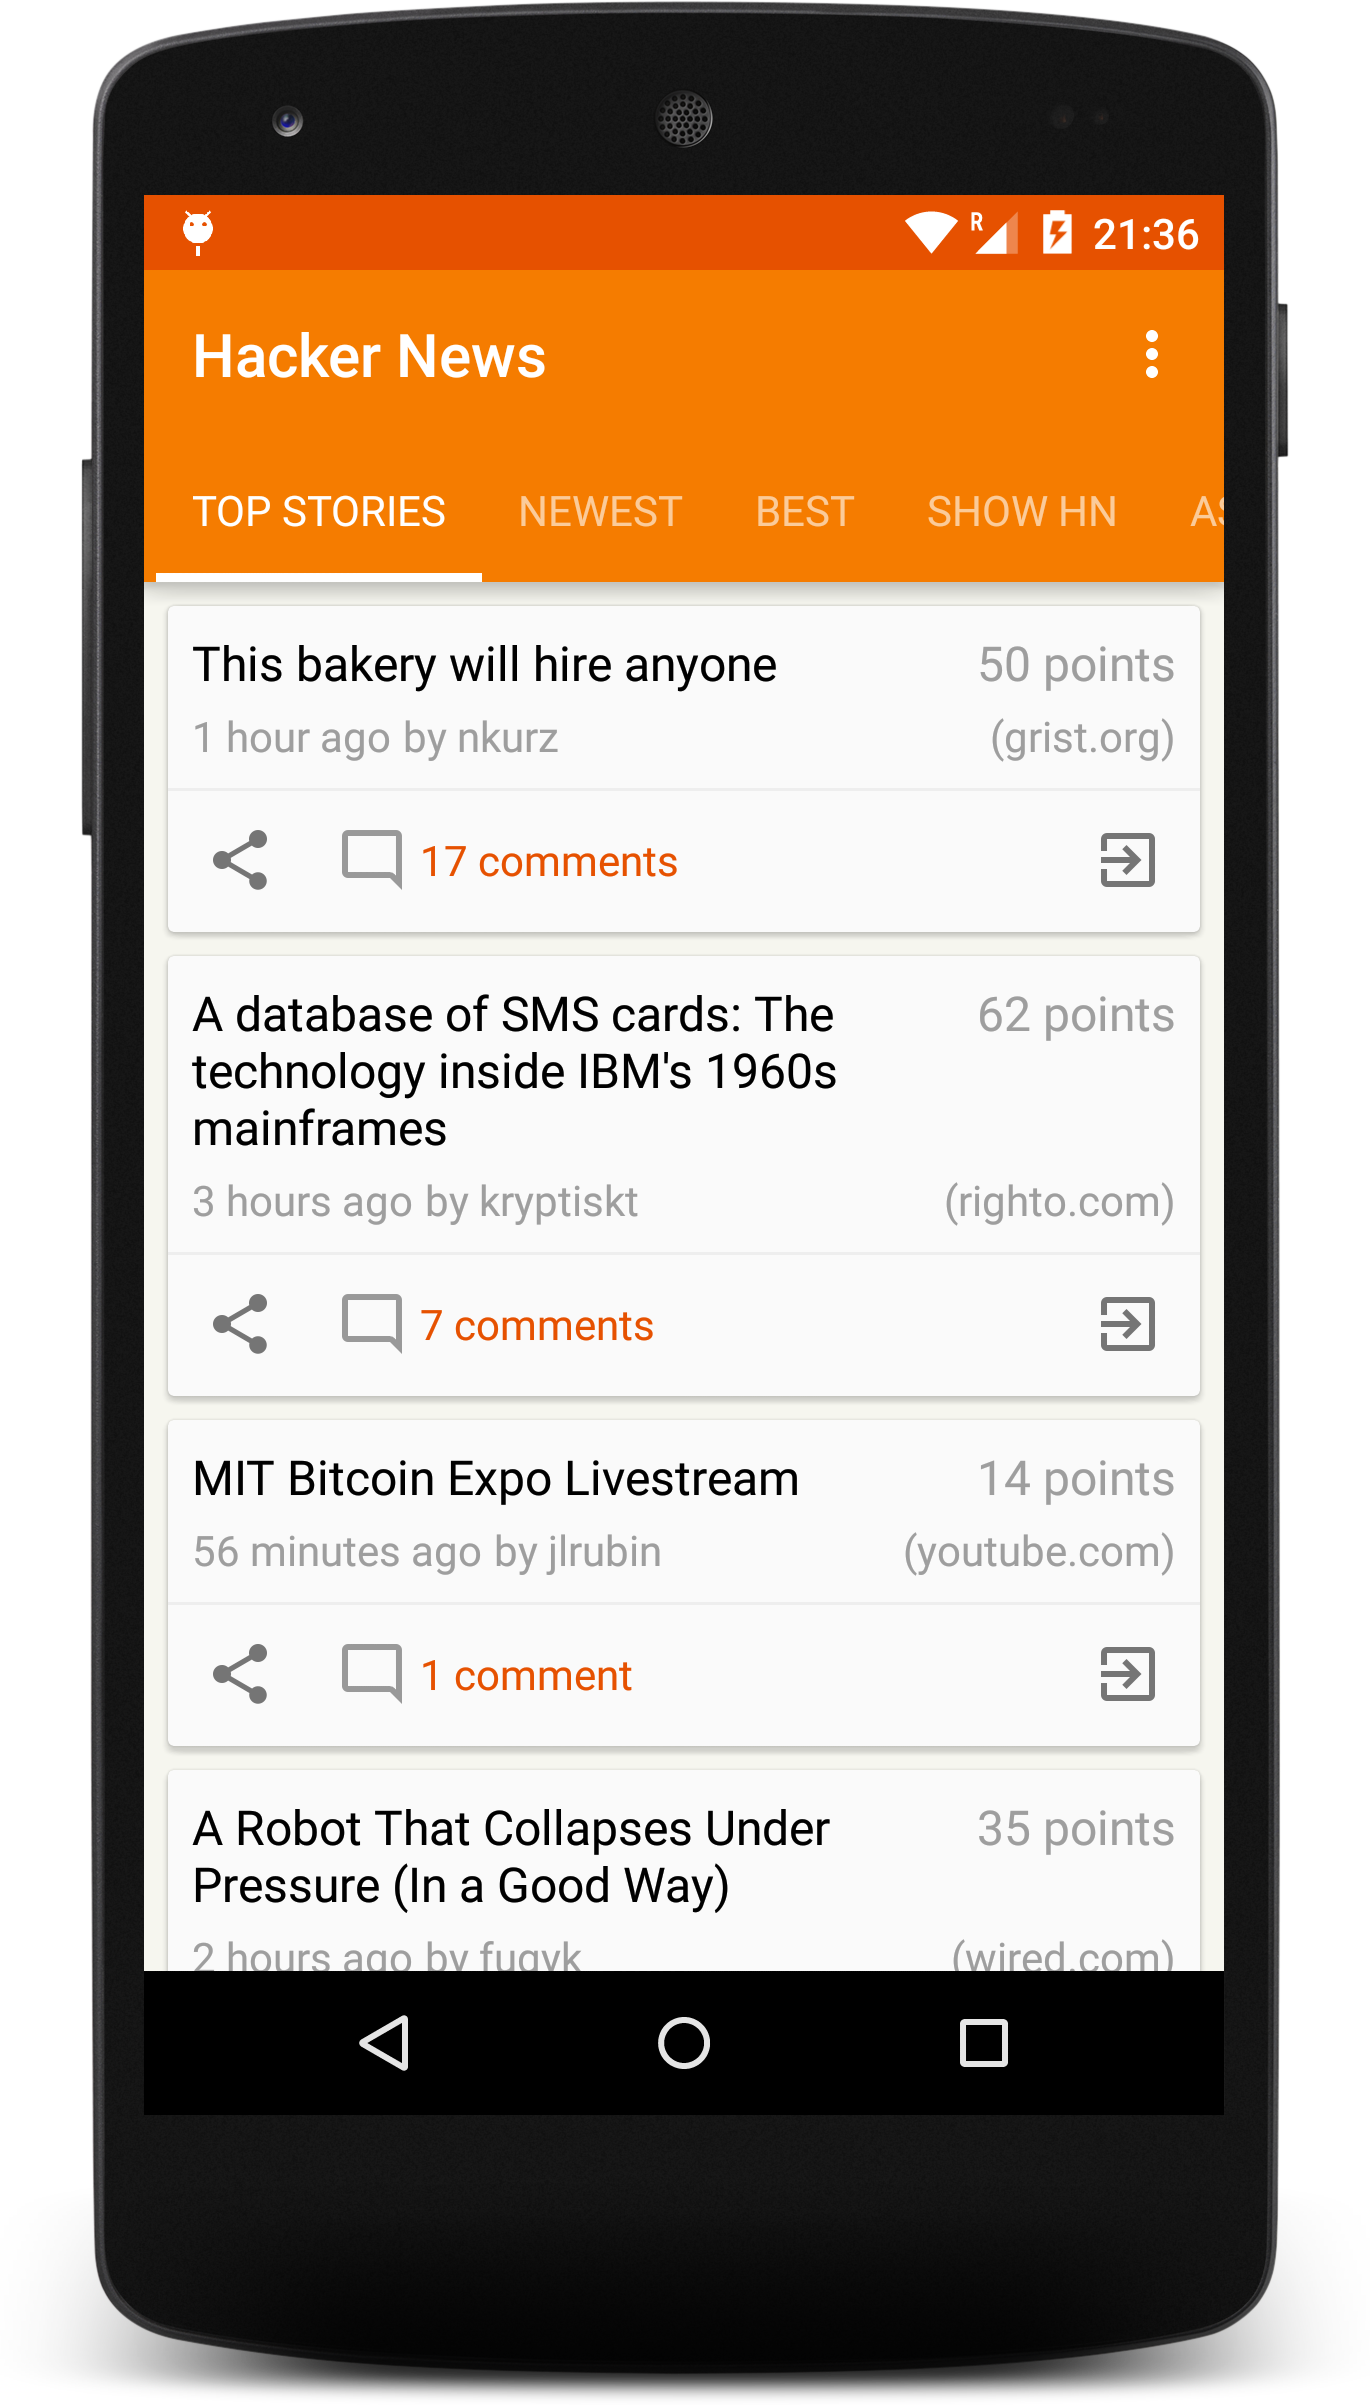 R 21:36
Hacker News
TOP STORIES NEWEST BEST SHOW HN AS
This bakery will hire anyone 50 points
1 hour ago by nkurz (grist.org)
17 comments
A database of SMS cards: The 62 points
technology inside IBM's 1960s
mainframes
3 hours ago by kryptiskt (righto.com)
7 comments
MIT Bitcoin Expo Livestream 14 points
56 minutes ago by jlrubin (youtube.com)
1 comment
A Robot That Collapses Under 35 points
Pressure (In a Good Way)
2 hours ago by fugyk (wired.com)